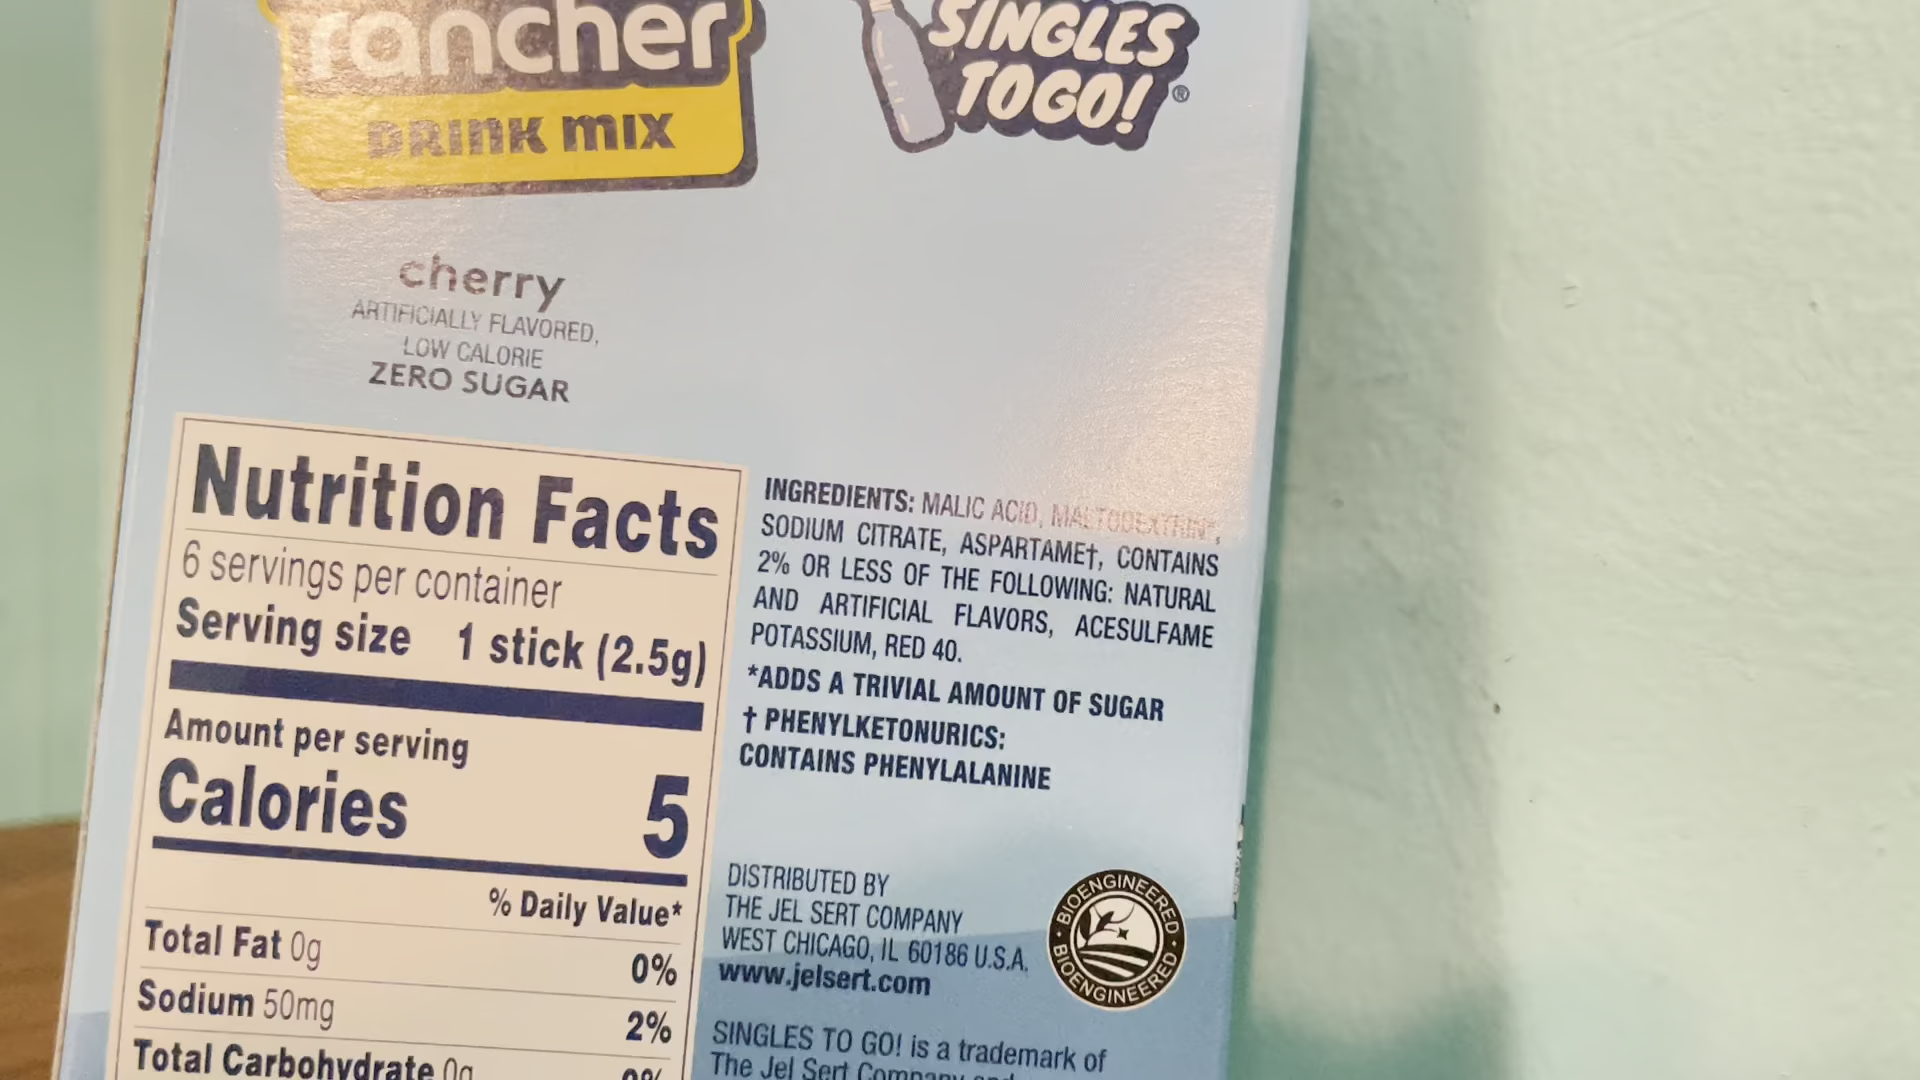 rancher
DRINK MIX
SINGLES
TO GO!®
cherry
ARTIFICIALLY FLAVORED,
LOW CALORIE
ZERO SUGAR
Nutrition Facts
6 servings per container
Serving size 1 stick (2.5g)
Amount per serving
Calories 5
% Daily Value*
Total Fat 0g 0%
Sodium 50mg 2%
Total Carbohydrate 0g 0%
INGREDIENTS: MALIC ACID, MALTODEXTRIN*,
SODIUM CITRATE, ASPARTAME†, CONTAINS
2% OR LESS OF THE FOLLOWING: NATURAL
AND ARTIFICIAL FLAVORS, ACESULFAME
POTASSIUM, RED 40.
*ADDS A TRIVIAL AMOUNT OF SUGAR
† PHENYLKETONURICS:
CONTAINS PHENYLALANINE
DISTRIBUTED BY
THE JEL SERT COMPANY
WEST CHICAGO, IL 60186 U.S.A.
www.jelsert.com
BIOENGINEERED
BIOENGINEERED
SINGLES TO GO! is a trademark of
The Jel Sert Company and